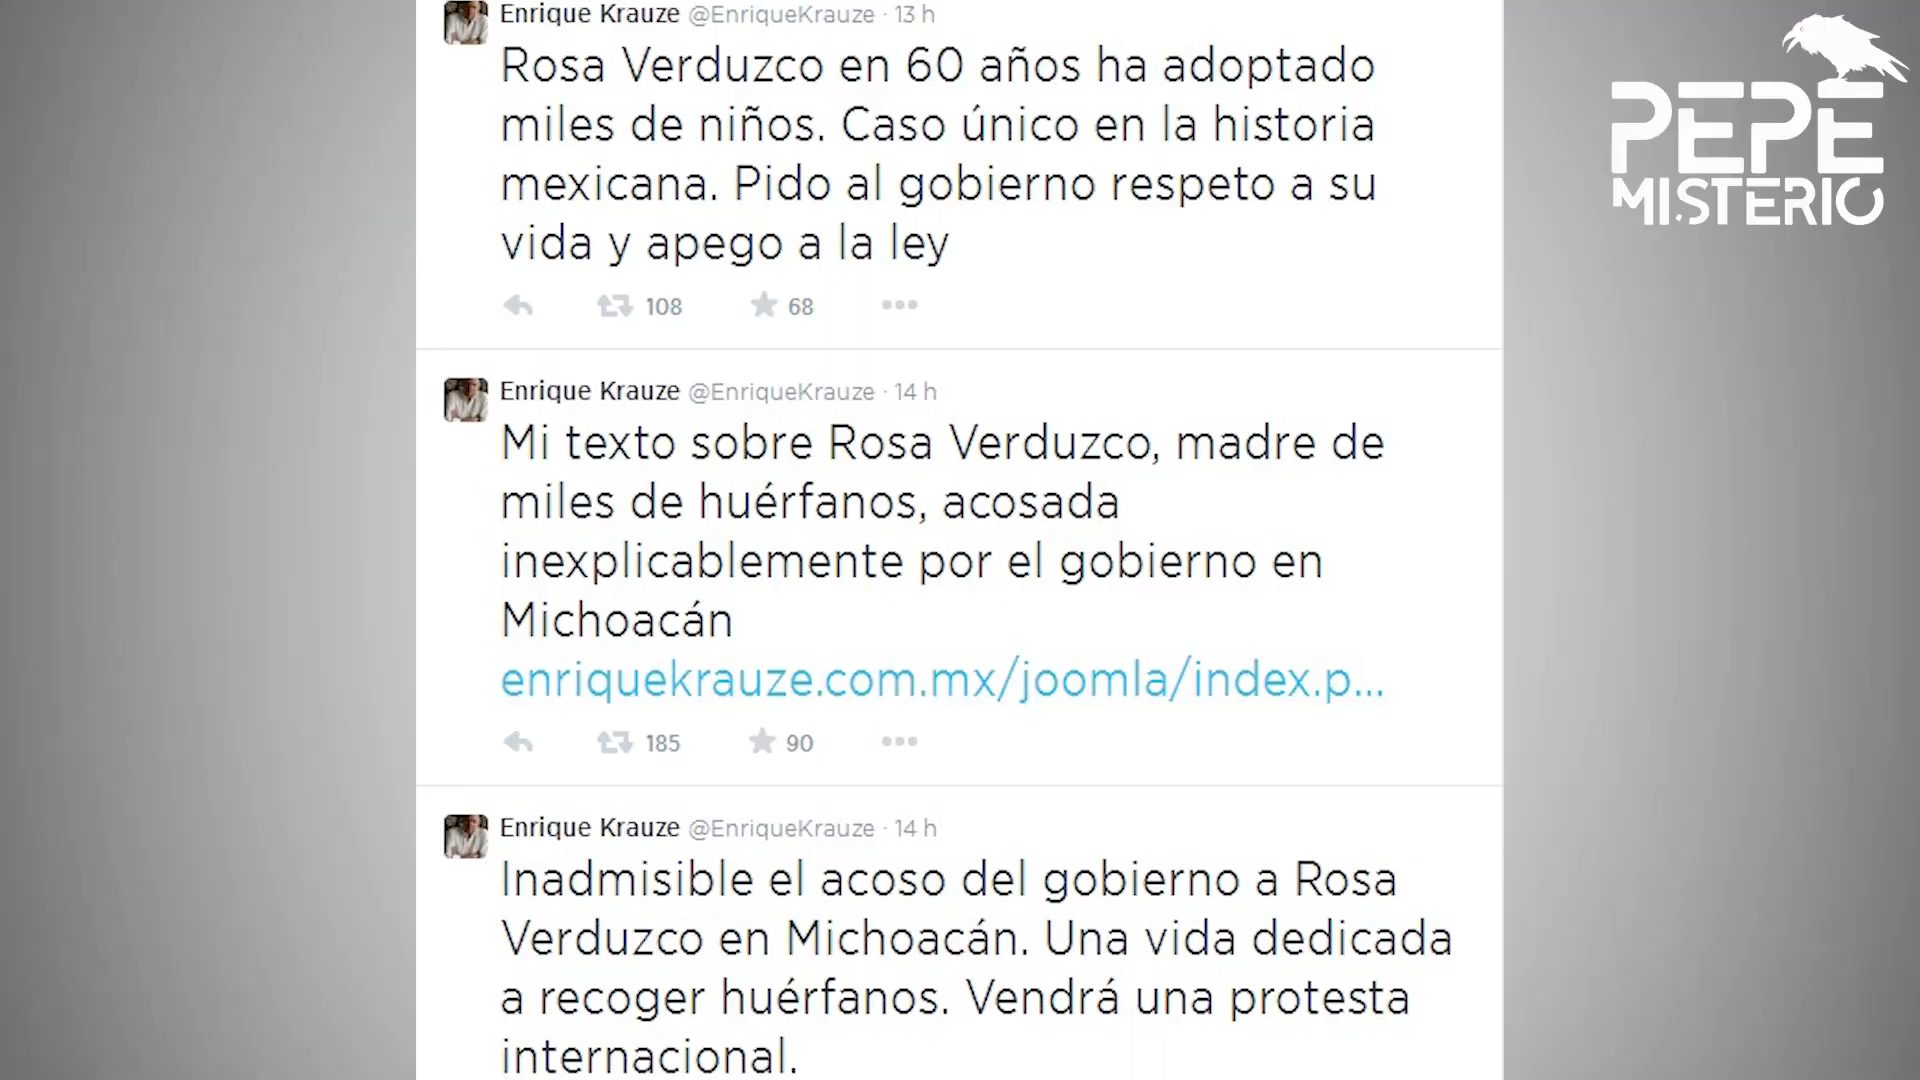 Enrique Krauze @EnriqueKrauze · 13 h
Rosa Verduzco en 60 años ha adoptado
miles de niños. Caso único en la historia
mexicana. Pido al gobierno respeto a su
vida y apego a la ley
108 68
Enrique Krauze @EnriqueKrauze · 14 h
Mi texto sobre Rosa Verduzco, madre de
miles de huérfanos, acosada
inexplicablemente por el gobierno en
Michoacán
enriquekrauze.com.mx/joomla/index.p...
185 90
Enrique Krauze @EnriqueKrauze · 14 h
Inadmisible el acoso del gobierno a Rosa
Verduzco en Michoacán. Una vida dedicada
a recoger huérfanos. Vendrá una protesta
internacional.
PEPE
MISTERIO